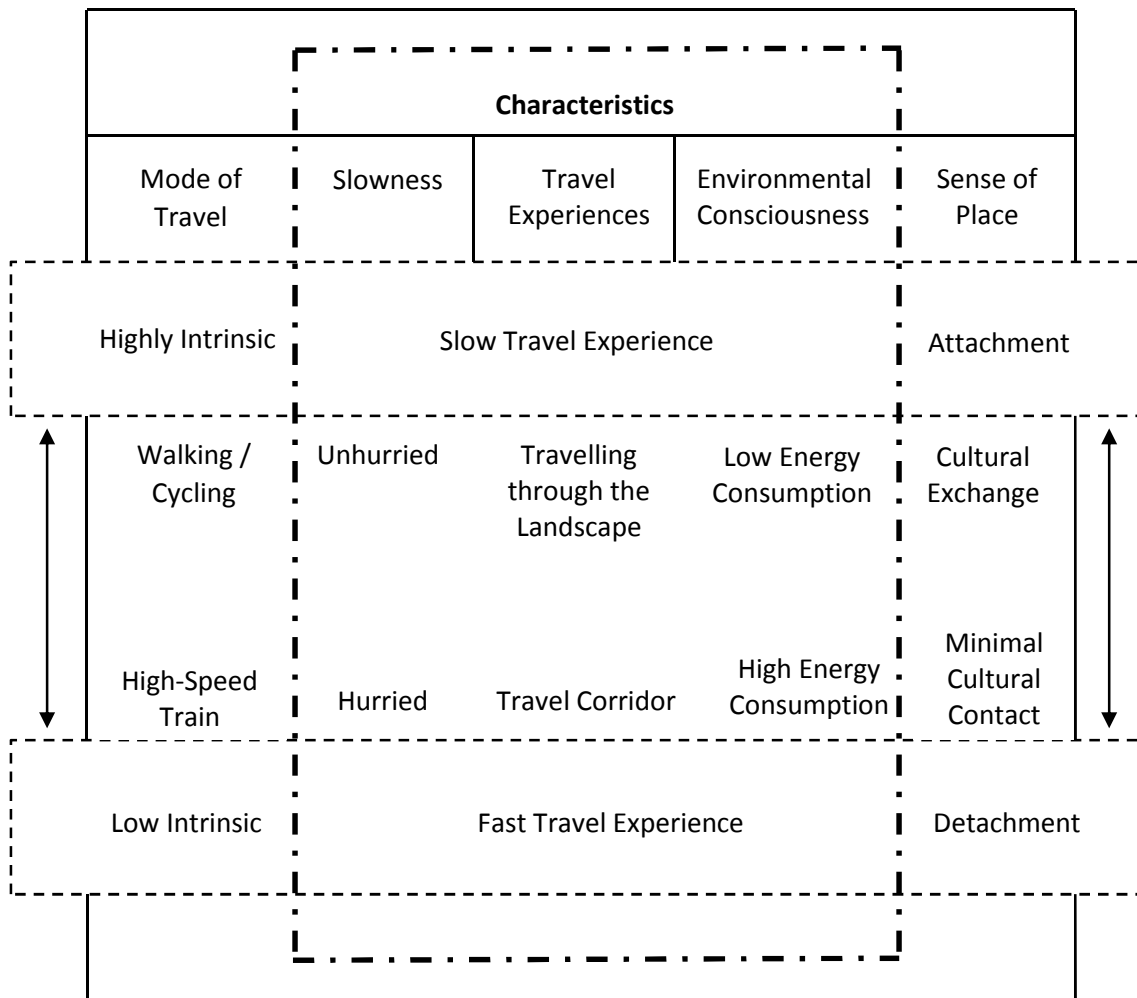 Characteristics
Mode of
Travel
Slowness
Travel
Experiences
Environmental
Consciousness
Sense of
Place
Highly Intrinsic
Slow Travel Experience
Attachment
Walking /
Cycling
Unhurried
Travelling
through the
Landscape
Low Energy
Consumption
Cultural
Exchange
High-Speed
Train
Hurried
Travel Corridor
High Energy
Consumption
Minimal
Cultural
Contact
Low Intrinsic
Fast Travel Experience
Detachment